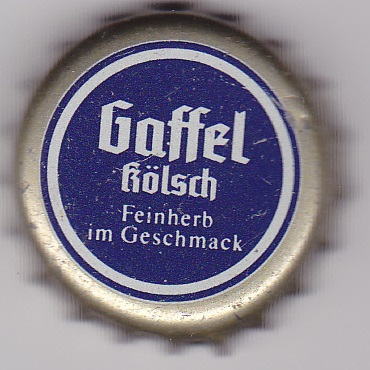 Gaffel
Kölsch
Feinherb
im Geschmack